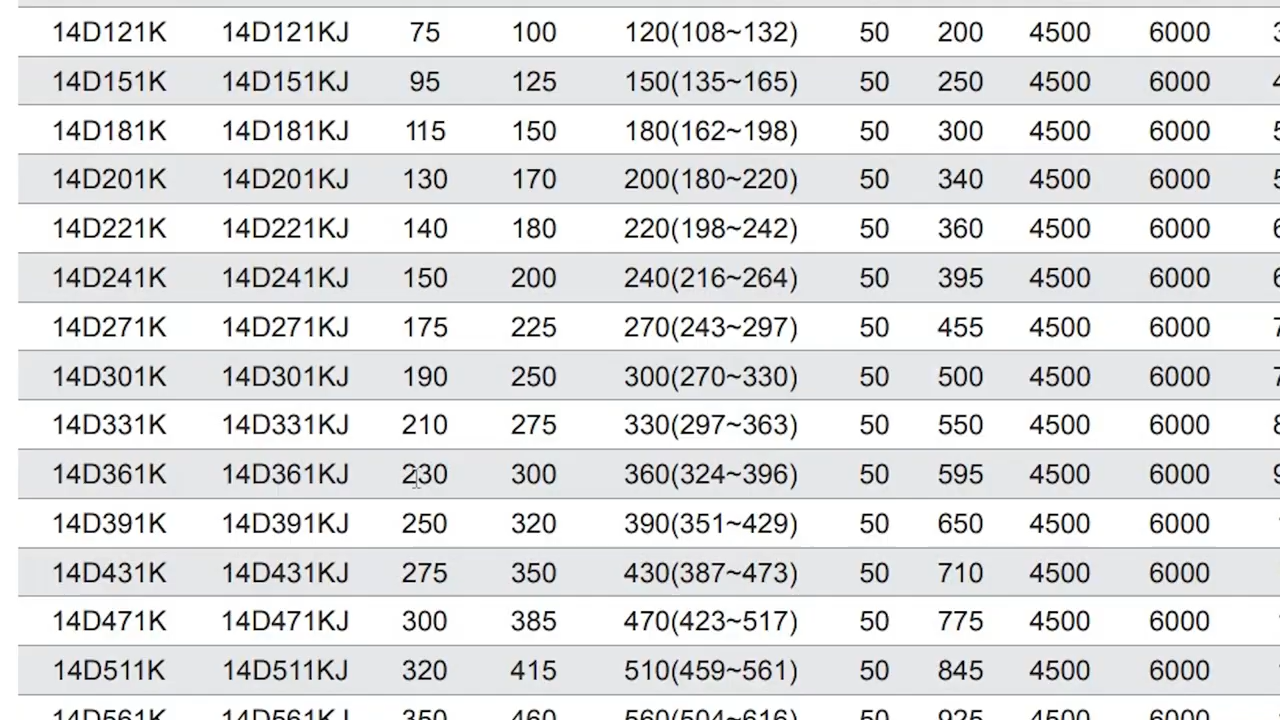 14D121K 14D121KJ 75 100 120(108~132) 50 200 4500 6000
14D151K 14D151KJ 95 125 150(135~165) 50 250 4500 6000
14D181K 14D181KJ 115 150 180(162~198) 50 300 4500 6000
14D201K 14D201KJ 130 170 200(180~220) 50 340 4500 6000
14D221K 14D221KJ 140 180 220(198~242) 50 360 4500 6000
14D241K 14D241KJ 150 200 240(216~264) 50 395 4500 6000
14D271K 14D271KJ 175 225 270(243~297) 50 455 4500 6000
14D301K 14D301KJ 190 250 300(270~330) 50 500 4500 6000
14D331K 14D331KJ 210 275 330(297~363) 50 550 4500 6000
14D361K 14D361KJ 230 300 360(324~396) 50 595 4500 6000
14D391K 14D391KJ 250 320 390(351~429) 50 650 4500 6000
14D431K 14D431KJ 275 350 430(387~473) 50 710 4500 6000
14D471K 14D471KJ 300 385 470(423~517) 50 775 4500 6000
14D511K 14D511KJ 320 415 510(459~561) 50 845 4500 6000
14D561K 14D561KJ 350 460 560(504~616) 50 925 4500 6000